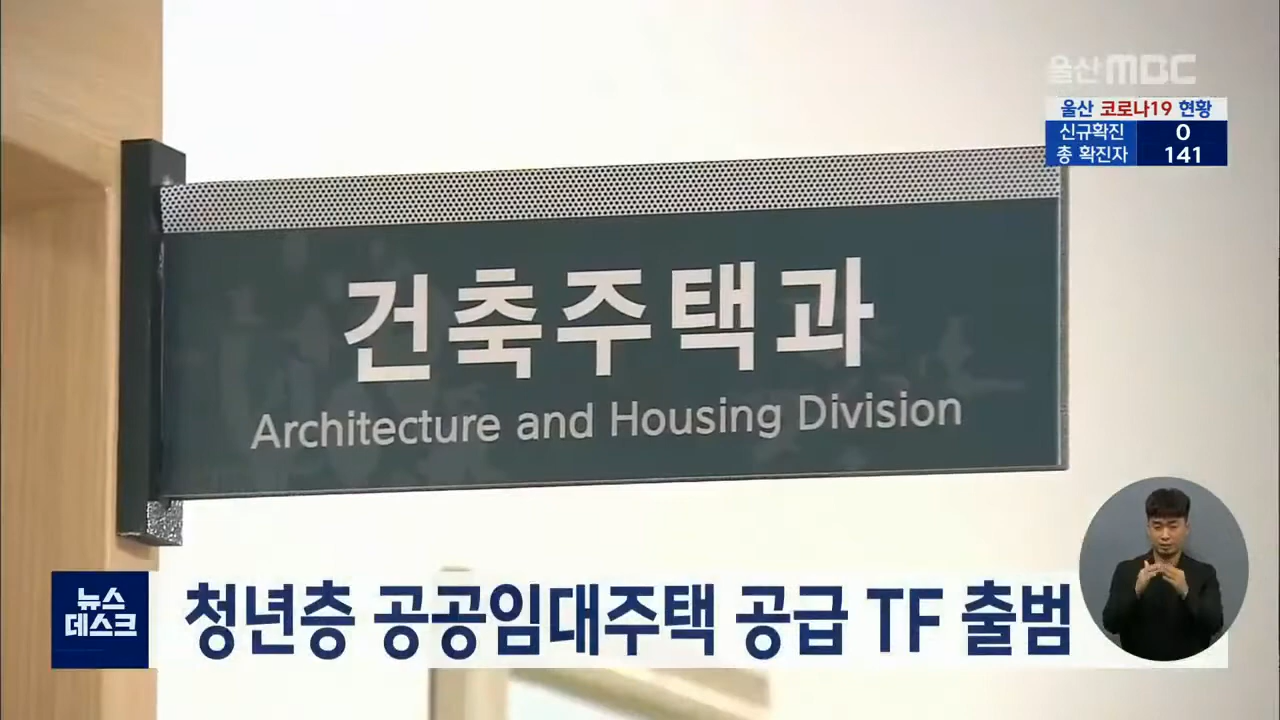 울산MBC
울산 코로나19 현황
신규확진 0
총 확진자 141
건축주택과
Architecture and Housing Division
뉴스
데스크
청년층 공공임대주택 공급 TF 출범